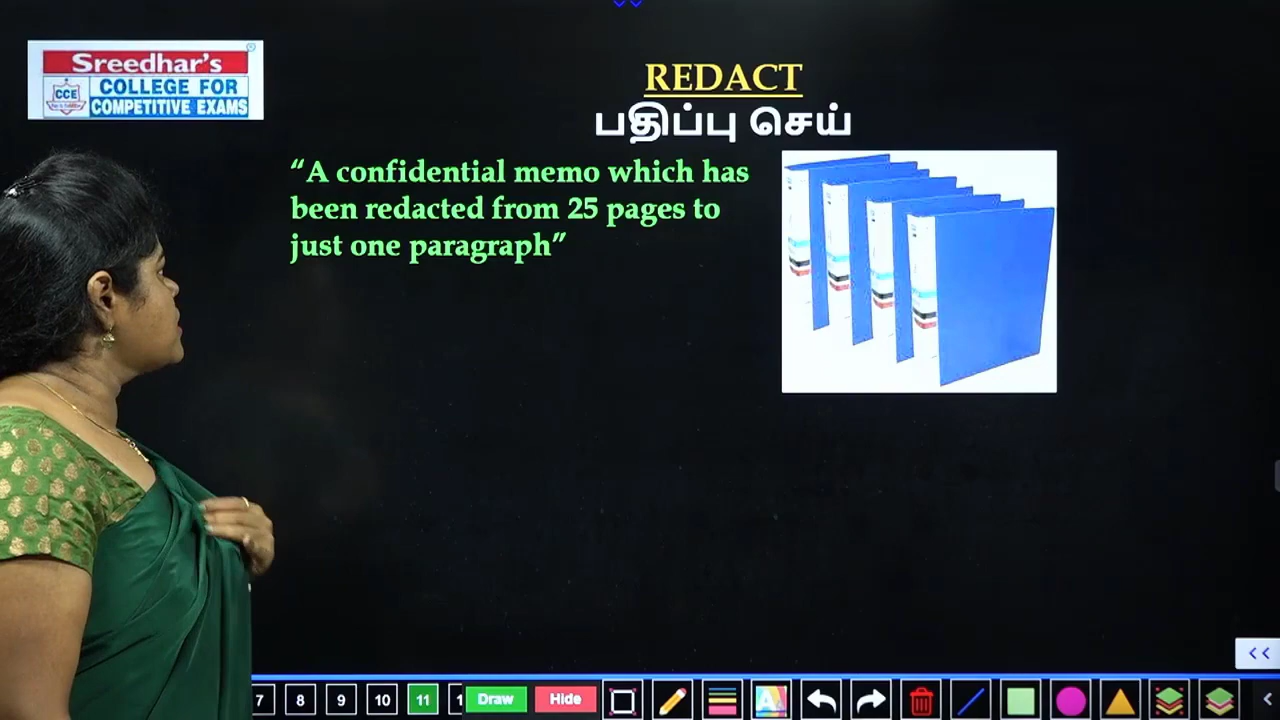 Sreedhar's
CCE
COLLEGE FOR
COMPETITIVE EXAMS
REDACT
பதிப்பு செய்
“A confidential memo which has
been redacted from 25 pages to
just one paragraph”
<<
7 8 9 10 11 1 Draw Hide